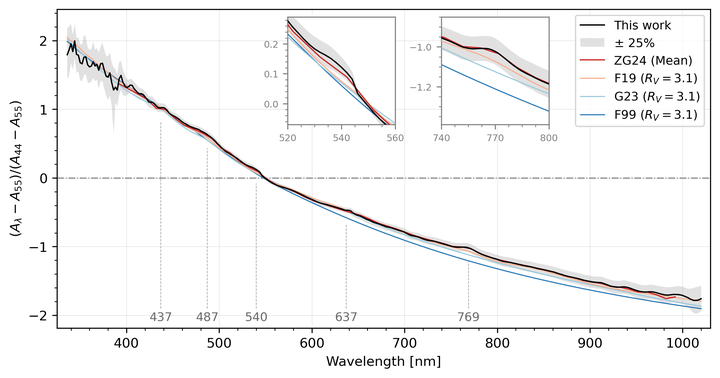 This work
± 25%
ZG24 (Mean)
F19 (R_V = 3.1)
G23 (R_V = 3.1)
F99 (R_V = 3.1)
0.2
0.1
0.0
520 540 560
−1.0
−1.2
740 770 800
2
1
0
−1
−2
(A_λ − A_55)/(A_44 − A_55)
437 487 540 637 769
400 500 600 700 800 900 1000
Wavelength [nm]